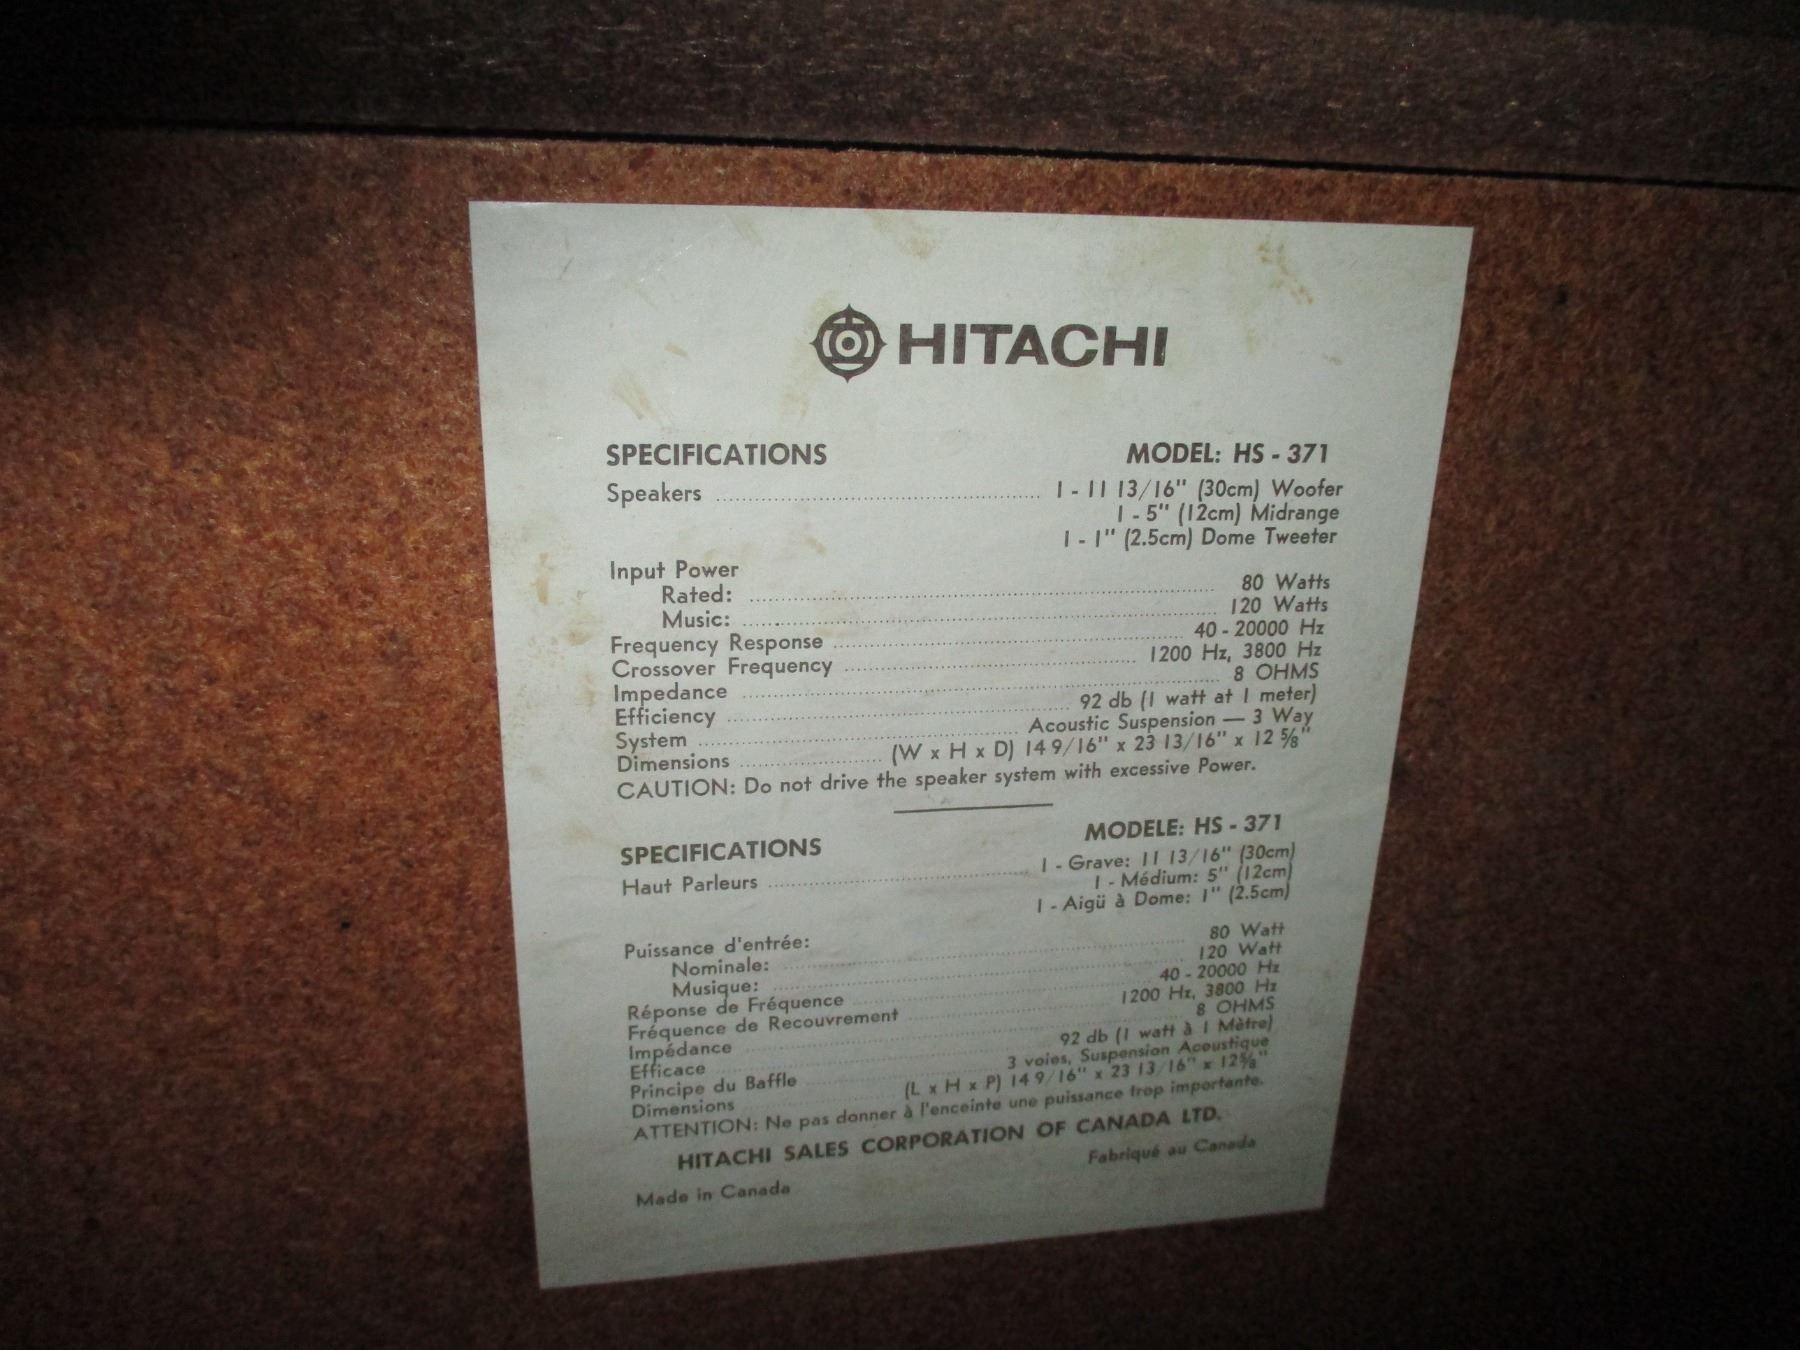 HITACHI
SPECIFICATIONS MODEL: HS - 371
Speakers ........ 1 - 11 13/16" (30cm) Woofer
1 - 5" (12cm) Midrange
1 - 1" (2.5cm) Dome Tweeter
Input Power
Rated: ........ 80 Watts
Music: ........ 120 Watts
Frequency Response ........ 40 - 20000 Hz
Crossover Frequency ........ 1200 Hz, 3800 Hz
Impedance ........ 8 OHMS
Efficiency ........ 92 db (1 watt at 1 meter)
System ........ Acoustic Suspension — 3 Way
Dimensions ........ (W x H x D) 14 9/16" x 23 13/16" x 12 5/8"
CAUTION: Do not drive the speaker system with excessive Power.
SPECIFICATIONS MODELE: HS - 371
Haut Parleurs ........ 1 - Grave: 11 13/16" (30cm)
1 - Médium: 5" (12cm)
1 - Aigü à Dome: 1" (2.5cm)
Puissance d'entrée:
Nominale: ........ 80 Watt
Musique: ........ 120 Watt
Réponse de Fréquence ........ 40 - 20000 Hz
Fréquence de Recouvrement ........ 1200 Hz, 3800 Hz
Impédance ........ 8 OHMS
Efficace ........ 92 db (1 watt à 1 Mètre)
Principe du Baffle ........ 3 voies, Suspension Acoustique
Dimensions ........ (L x H x P) 14 9/16" x 23 13/16" x 12 5/8"
ATTENTION: Ne pas donner à l'enceinte une puissance trop importante.
HITACHI SALES CORPORATION OF CANADA LTD.
Made in Canada Fabriqué au Canada